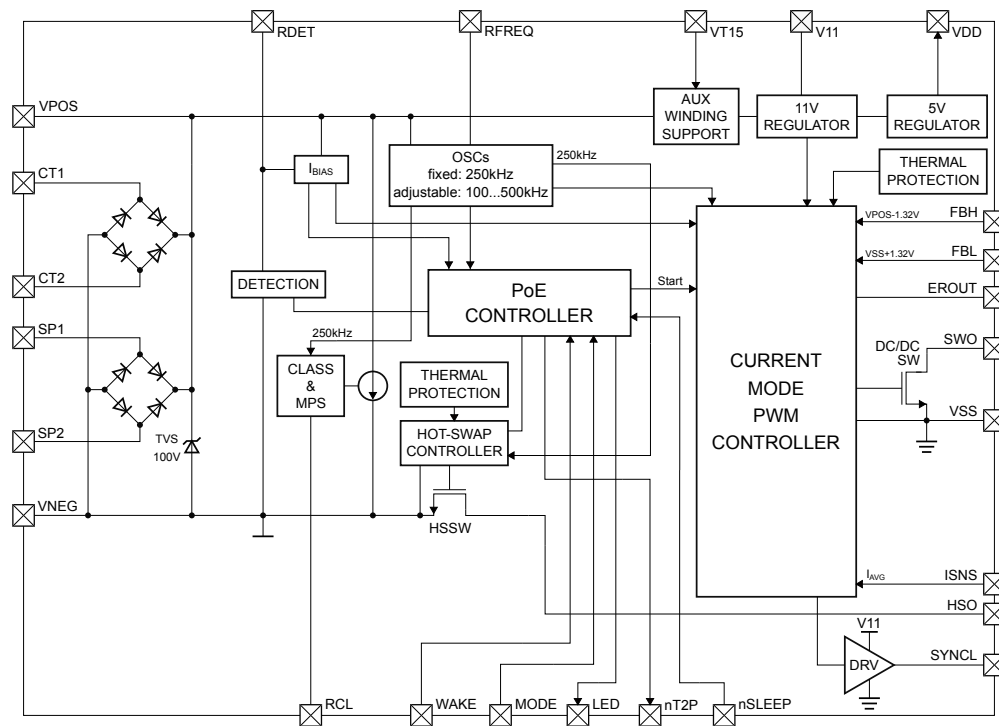 RDET
RFREQ
VT15
V11
VDD
VPOS
AUX
WINDING
SUPPORT
11V
REGULATOR
5V
REGULATOR
IBIAS
OSCs
fixed: 250kHz
adjustable: 100...500kHz
250kHz
THERMAL
PROTECTION
CT1
VPOS-1.32V
FBH
VSS+1.32V
FBL
CT2
DETECTION
PoE
CONTROLLER
Start
EROUT
SP1
250kHz
CLASS
&
MPS
THERMAL
PROTECTION
CURRENT
MODE
PWM
CONTROLLER
DC/DC
SW
SWO
SP2
TVS
100V
HOT-SWAP
CONTROLLER
VSS
VNEG
HSSW
IAVG
ISNS
HSO
V11
DRV
SYNCL
RCL
WAKE
MODE
LED
nT2P
nSLEEP